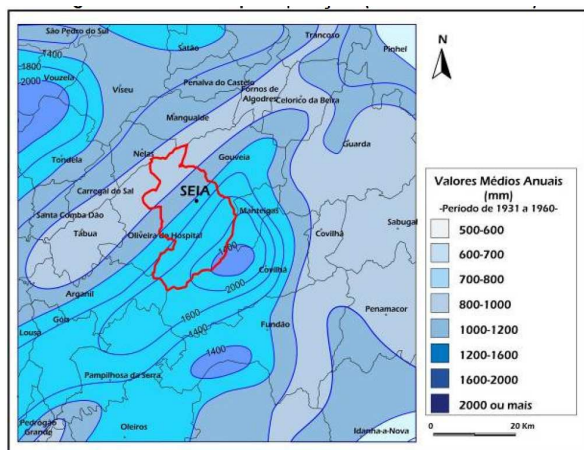 São Pedro do Sul
Trancoso
Pinhel
N
1400
Satão
1800
Vouzela
2000
Viseu
Penalva do Castelo
Fornos de
Algodres
Celorico da Beira
Mangualde
Guarda
Nelas
Gouveia
Tondela
Carregal do Sal
SEIA
Santa Comba Dão
Manteigas
Tábua
Oliveira do Hospital
Covilhã
Sabugal
Covilhã
2000
Arganil
Penamacor
1600
Góis
1400
Fundão
Lousã
1400
Pampilhosa da Serra
Pedrogão
Grande
Oleiros
Idanha-a-Nova
Valores Médios Anuais
(mm)
-Período de 1931 a 1960-
500-600
600-700
700-800
800-1000
1000-1200
1200-1600
1600-2000
2000 ou mais
0 20 Km